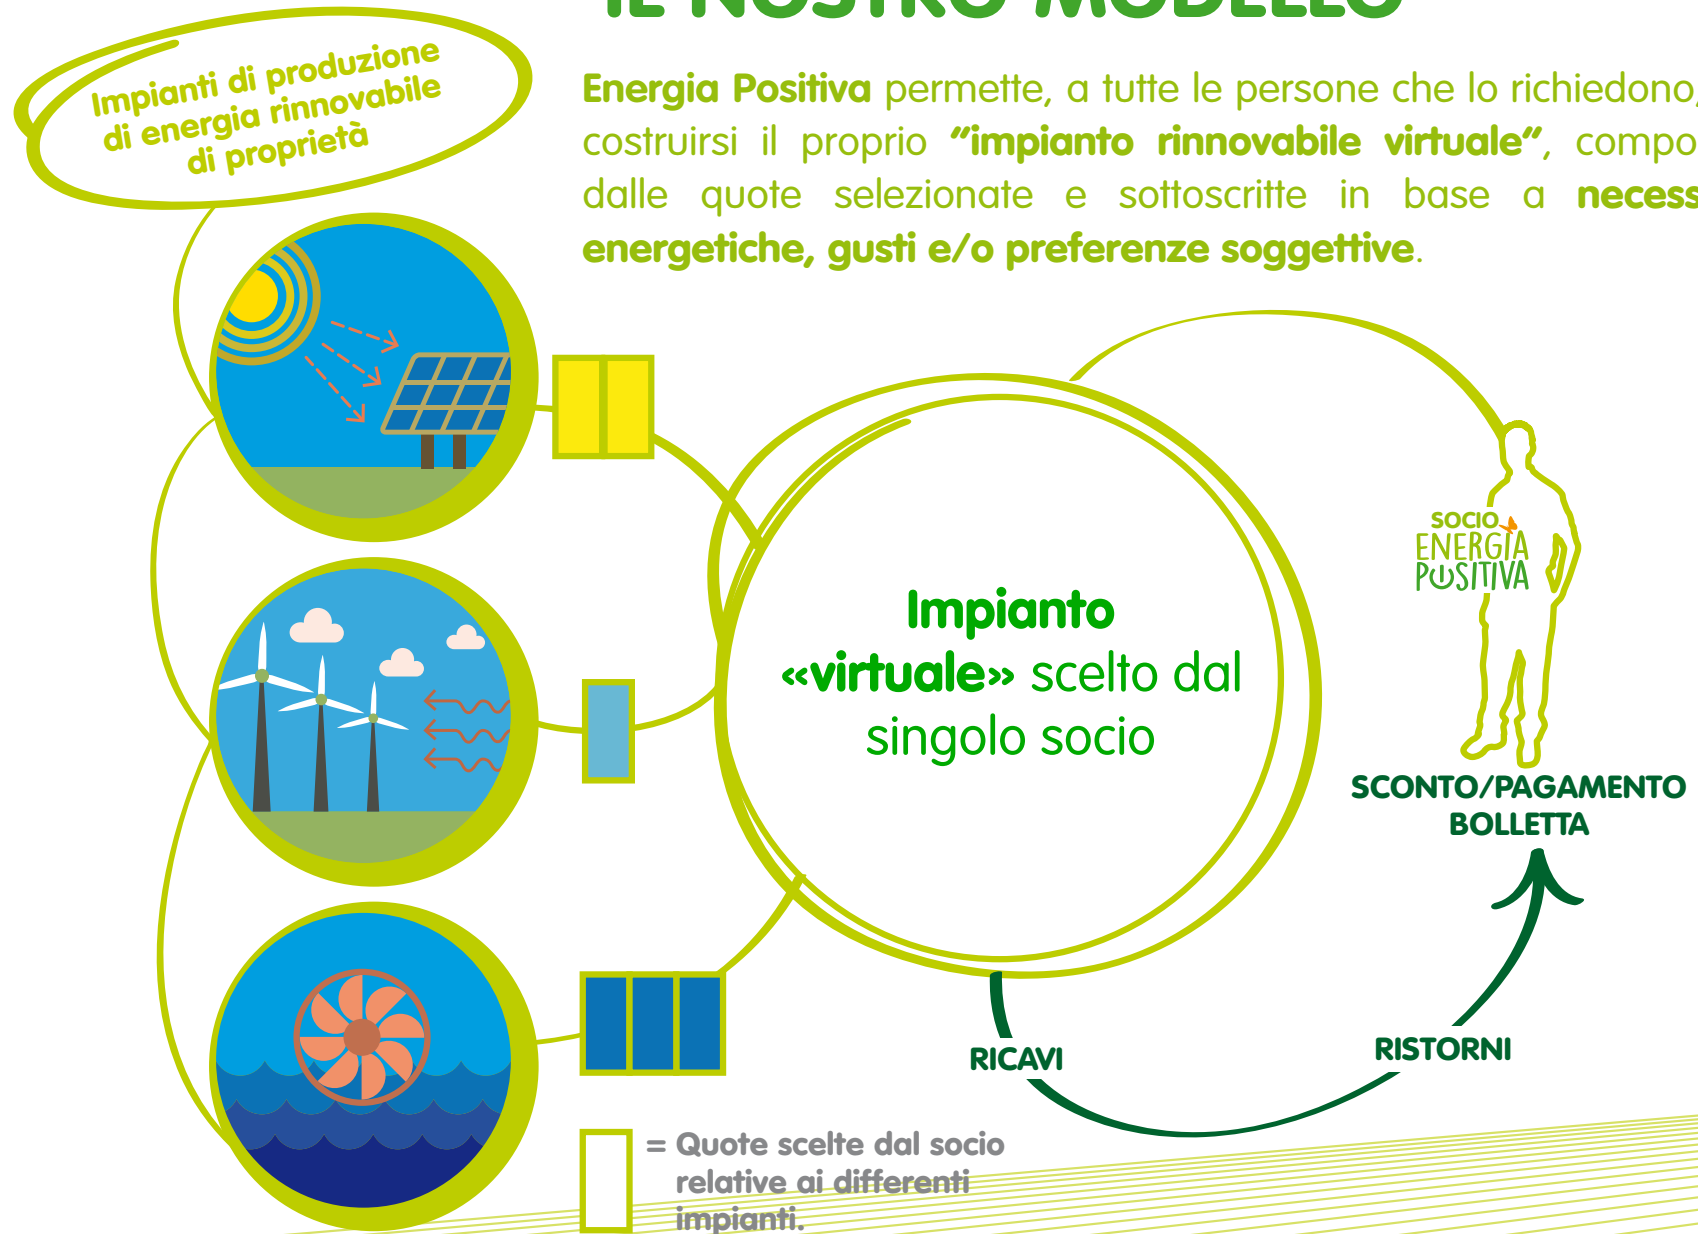 IL NOSTRO MODELLO
Impianti di produzione
di energia rinnovabile
di proprietà
Energia Positiva permette, a tutte le persone che lo richiedono,
costruirsi il proprio "impianto rinnovabile virtuale", compo
dalle quote selezionate e sottoscritte in base a necess
energetiche, gusti e/o preferenze soggettive.
Impianto
«virtuale» scelto dal
singolo socio
SOCIO
ENERGIA
POSITIVA
SCONTO/PAGAMENTO
BOLLETTA
RICAVI
RISTORNI
= Quote scelte dal socio
relative ai differenti
impianti.